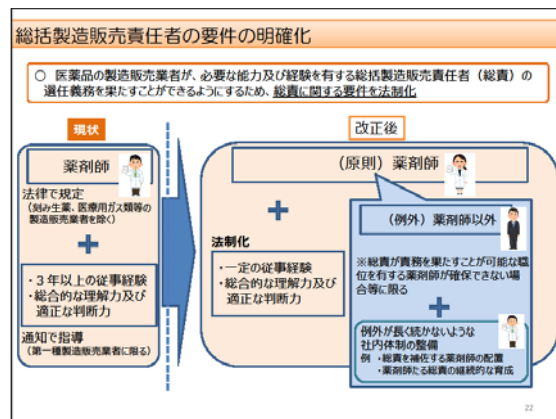 総括製造販売責任者の要件の明確化
○ 医薬品の製造販売業者が、必要な能力及び経験を有する総括製造販売責任者（総責）の
選任義務を果たすことができるようにするため、総責に関する要件を法制化
現状
薬剤師
法律で規定
（刻み生薬、医療用ガス類等の
製造販売業者を除く）
・３年以上の従事経験
・総合的な理解力及び
適正な判断力
通知で指導
（第一種製造販売業者に限る）
改正後
（原則）薬剤師
法制化
・一定の従事経験
・総合的な理解力及び
適正な判断力
（例外）薬剤師以外
※総責が責務を果たすことが可能な職
位を有する薬剤師が確保できない場
合等に限る
例外が長く続かないような
社内体制の整備
例 ・総責を補佐する薬剤師の配置
・薬剤師たる総責の継続的な育成
22